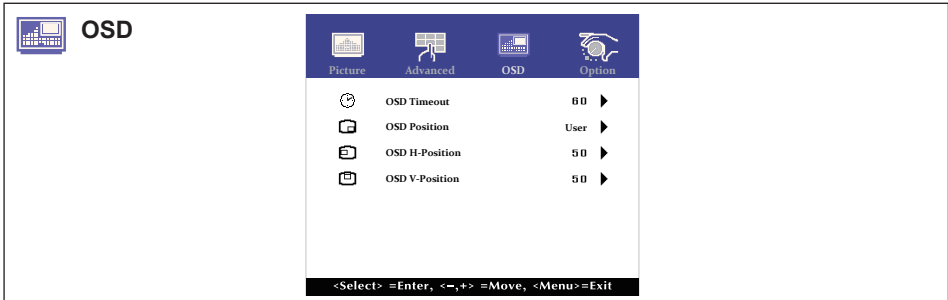 OSD
Picture Advanced OSD Option
OSD Timeout 60
OSD Position User
OSD H-Position 50
OSD V-Position 50
<Select> =Enter, <−,+> =Move, <Menu>=Exit